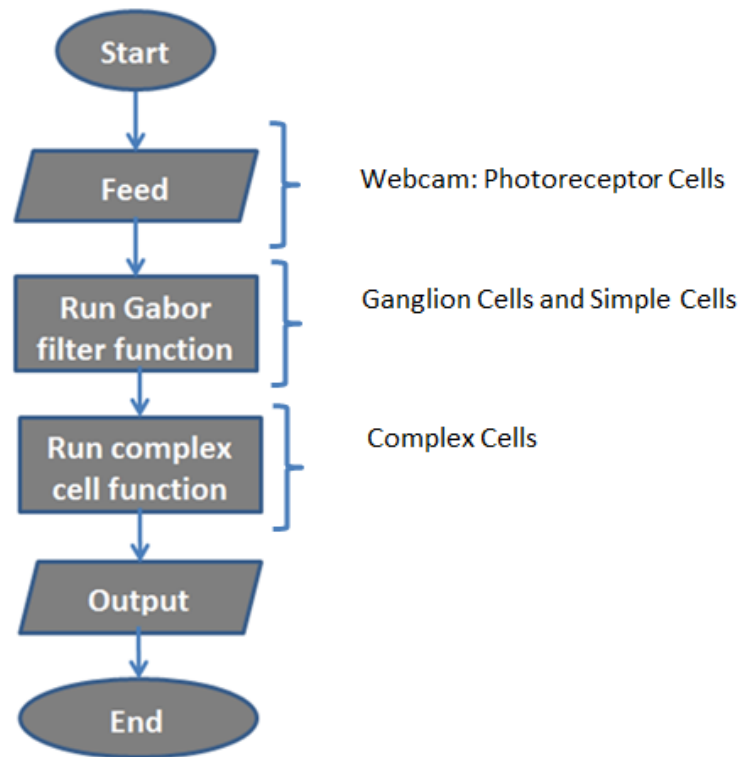 Start
Feed
Webcam: Photoreceptor Cells
Run Gabor
filter function
Ganglion Cells and Simple Cells
Run complex
cell function
Complex Cells
Output
End